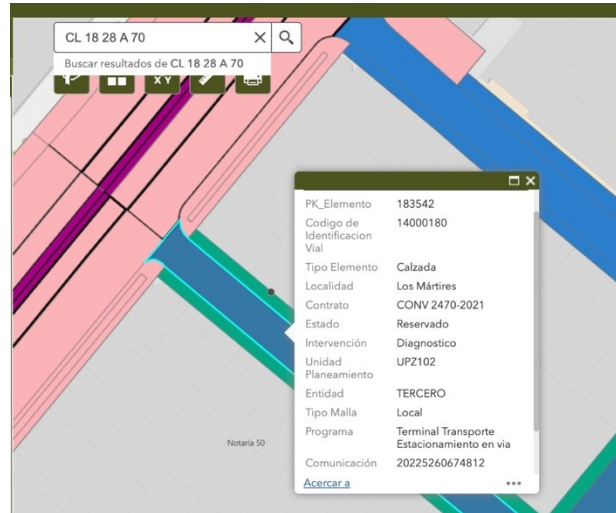 CL 18 28 A 70
Buscar resultados de CL 18 28 A 70
X Y
PK_Elemento 183542
Codigo de 14000180
Identificacion
Vial
Tipo Elemento Calzada
Localidad Los Mártires
Contrato CONV 2470-2021
Estado Reservado
Intervención Diagnostico
Unidad UPZ102
Planeamiento
Entidad TERCERO
Tipo Malla Local
Programa Terminal Transporte
Estacionamiento en via
Comunicación 20225260674812
Acercar a
Notaria 50